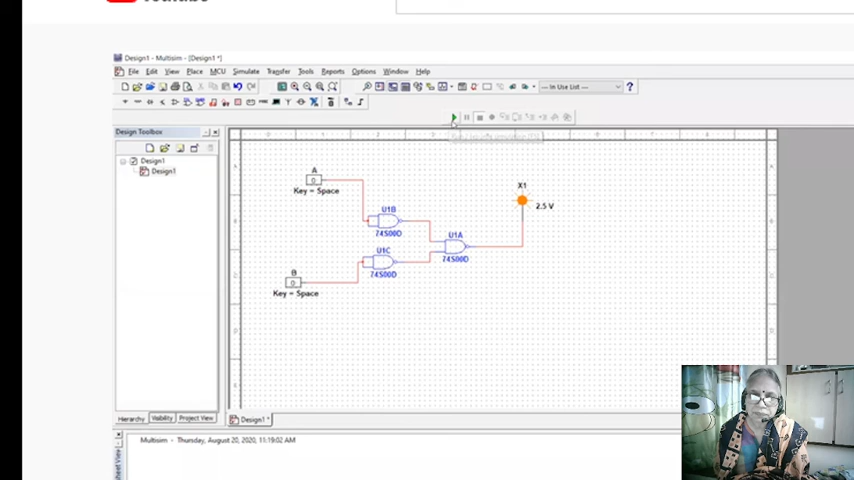 YouTube
Design1 - Multisim - [Design1 *]
File Edit View Place MCU Simulate Transfer Tools Reports Options Window Help
--- In Use List ---
Design Toolbox
Design1
Design1
A
0
Key = Space
U1B
74S00D
U1C
74S00D
U1A
74S00D
X1
2.5 V
B
0
Key = Space
Hierarchy Visibility Project View
Design1 *
Multisim - Thursday, August 20, 2020, 11:19:02 AM